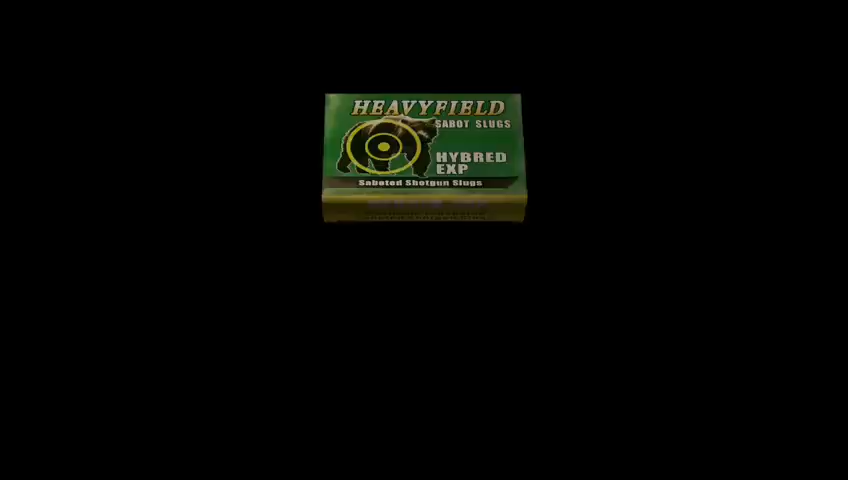 HEAVYFIELD
SABOT SLUGS
HYBRED
EXP
Saboted Shotgun Slugs